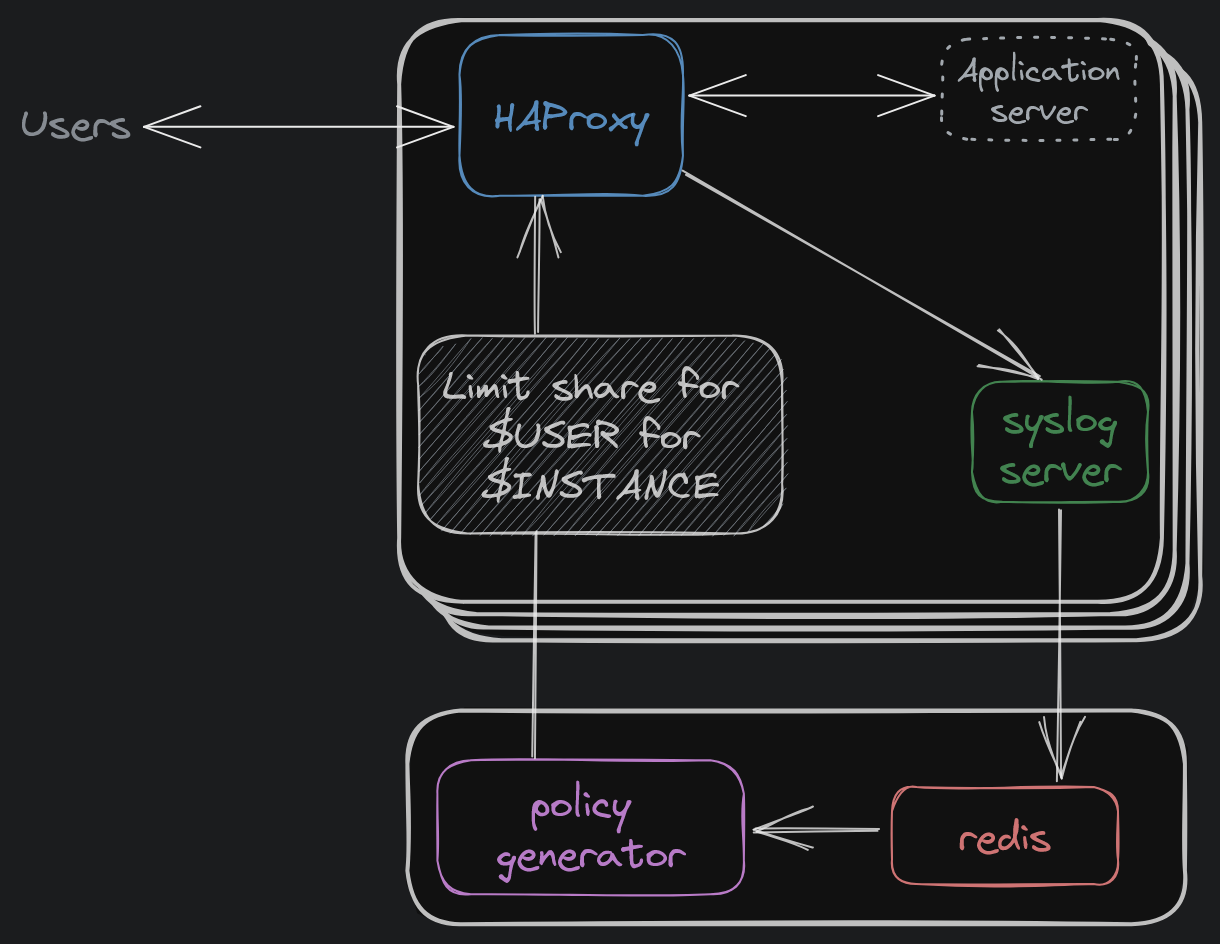 Users
HAProxy
Application
server
Limit share for
$USER for
$INSTANCE
syslog
server
policy
generator
redis